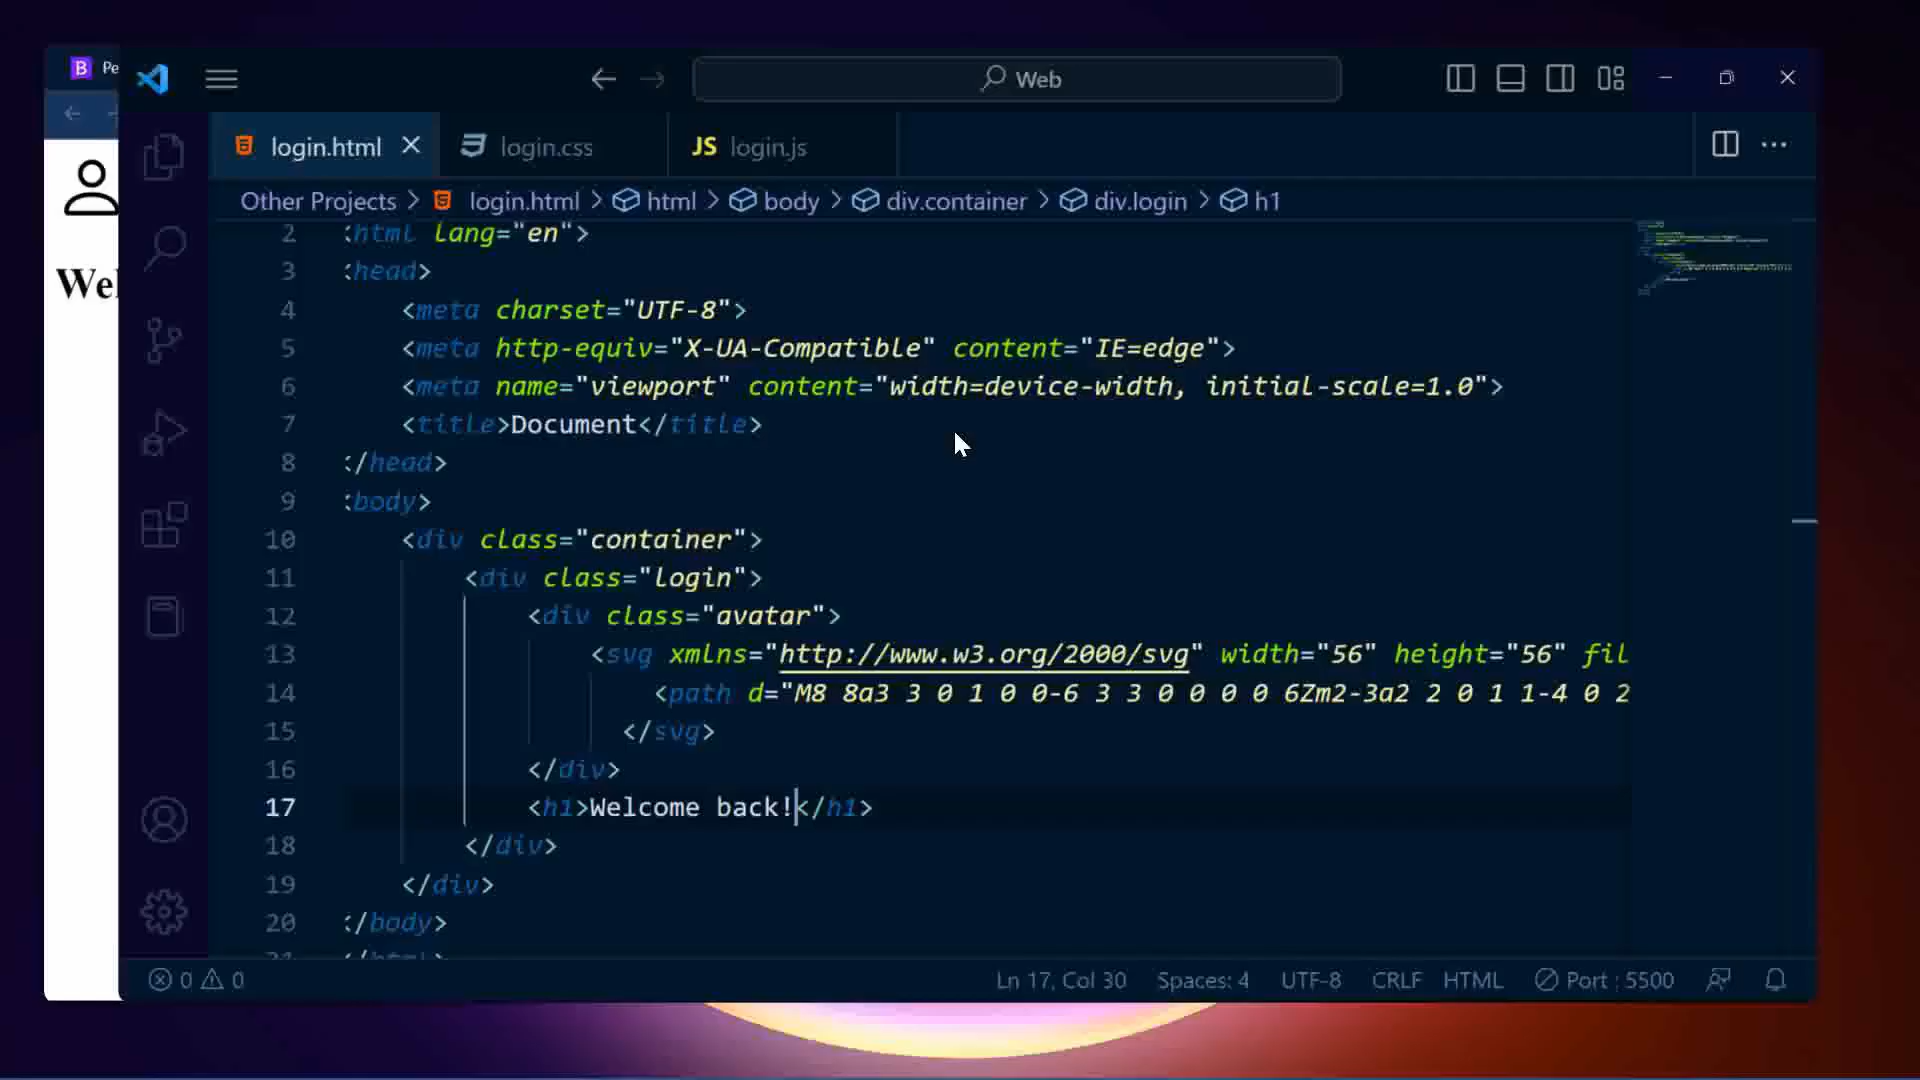 B Pe
Web
login.html
login.css
JS login.js
Other Projects > login.html > html > body > div.container > div.login > h1
Wel
2 html lang="en">
3 head>
4 <meta charset="UTF-8">
5 <meta http-equiv="X-UA-Compatible" content="IE=edge">
6 <meta name="viewport" content="width=device-width, initial-scale=1.0">
7 <title>Document</title>
8 /head>
9 body>
10 <div class="container">
11 <div class="login">
12 <div class="avatar">
13 <svg xmlns="http://www.w3.org/2000/svg" width="56" height="56" fil
14 <path d="M8 8a3 3 0 1 0 0-6 3 3 0 0 0 0 6Zm2-3a2 2 0 1 1-4 0 2
15 </svg>
16 </div>
17 <h1>Welcome back!</h1>
18 </div>
19 </div>
20 /body>
0 0 Ln 17, Col 30 Spaces: 4 UTF-8 CRLF HTML Port : 5500